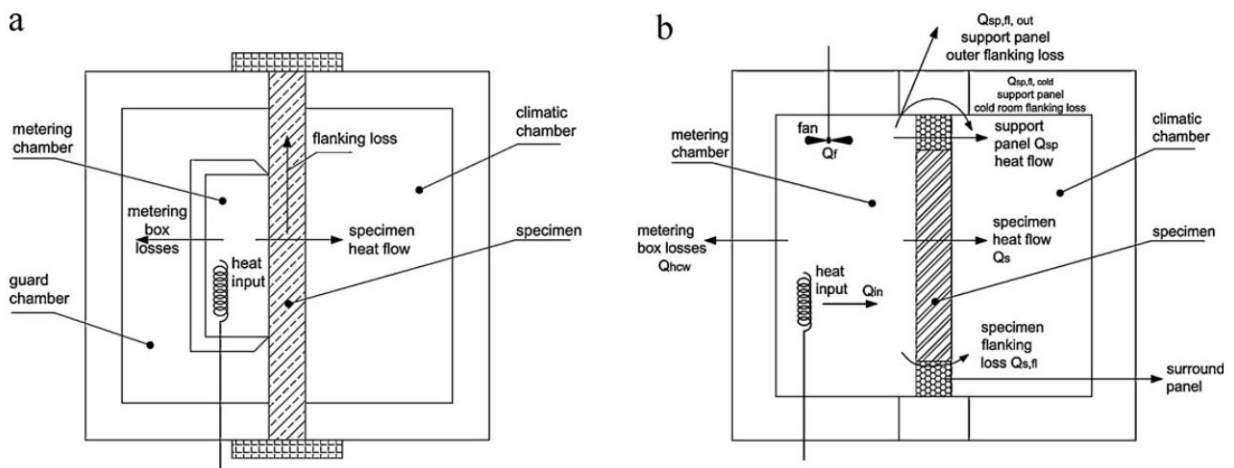 a
metering
chamber
climatic
chamber
flanking loss
metering
box
losses
specimen
heat flow
specimen
heat
input
guard
chamber
b
Qsp,fl, out
support panel
outer flanking loss
Qsp,fl, cold
support panel
cold room flanking loss
metering
chamber
fan
Qf
support
panel Qsp
heat flow
climatic
chamber
metering
box losses
Qhcw
specimen
heat flow
Qs
specimen
heat
input
Qin
specimen
flanking
loss Qs,fl
surround
panel